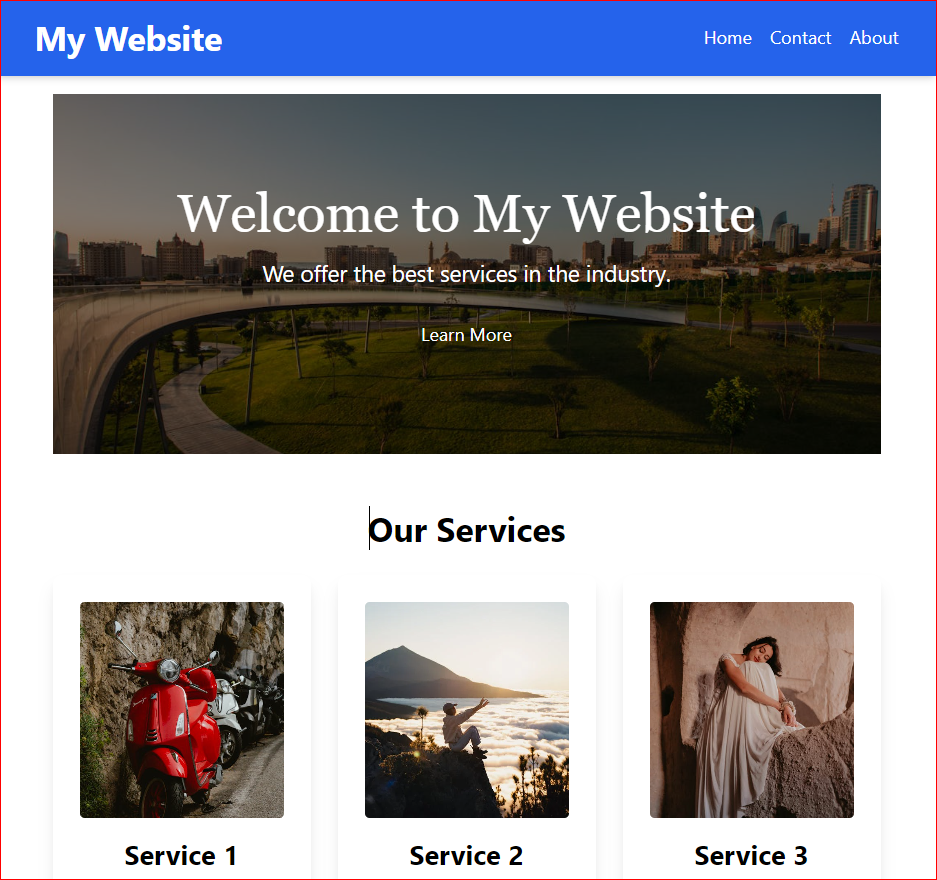 My Website
Home Contact About
Welcome to My Website
We offer the best services in the industry.
Learn More
Our Services
Service 1
Service 2
Service 3